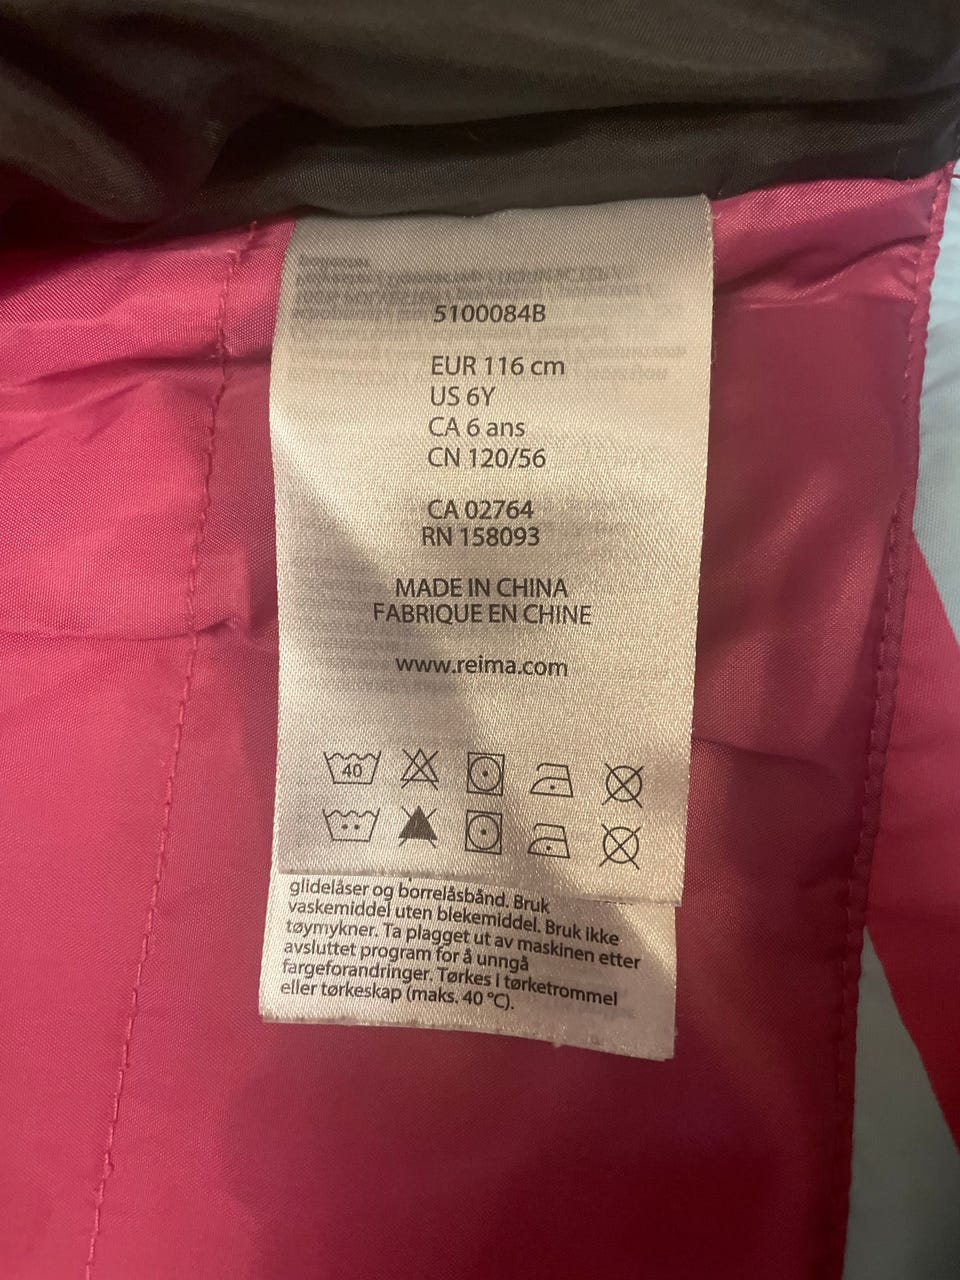 5100084B
EUR 116 cm
US 6Y
CA 6 ans
CN 120/56
CA 02764
RN 158093
MADE IN CHINA
FABRIQUE EN CHINE
www.reima.com
40
glidelåser og borrelåsbånd. Bruk
vaskemiddel uten blekemiddel. Bruk ikke
tøymykner. Ta plagget ut av maskinen etter
avsluttet program for å unngå
fargeforandringer. Tørkes i tørketrommel
eller tørkeskap (maks. 40 °C).